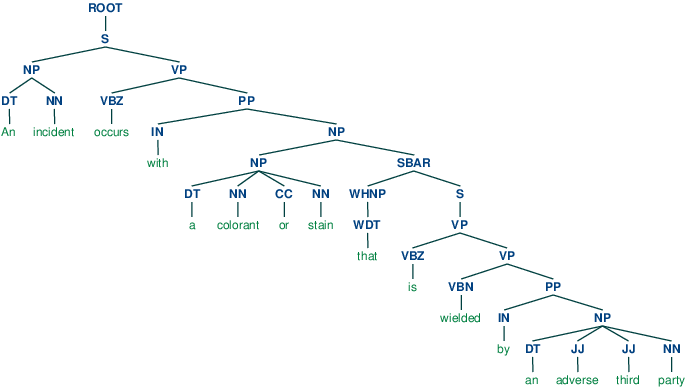 ROOT
S
NP VP
DT NN VBZ PP
An incident occurs IN NP
with NP SBAR
DT NN CC NN WHNP S
a colorant or stain WDT VP
that VBZ VP
is VBN PP
wielded IN NP
by DT JJ JJ NN
an adverse third party